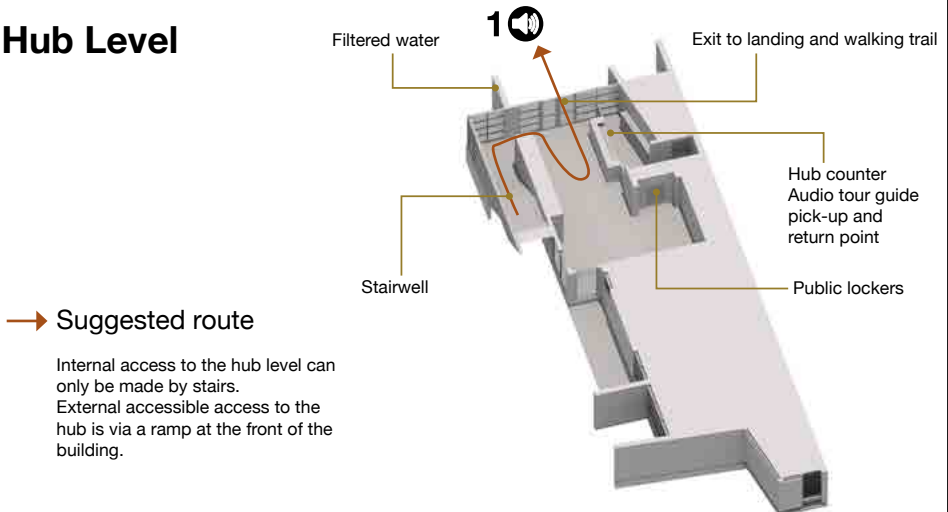 Hub Level
Filtered water
1
Exit to landing and walking trail
Hub counter
Audio tour guide
pick-up and
return point
Stairwell
Public lockers
Suggested route
Internal access to the hub level can
only be made by stairs.
External accessible access to the
hub is via a ramp at the front of the
building.